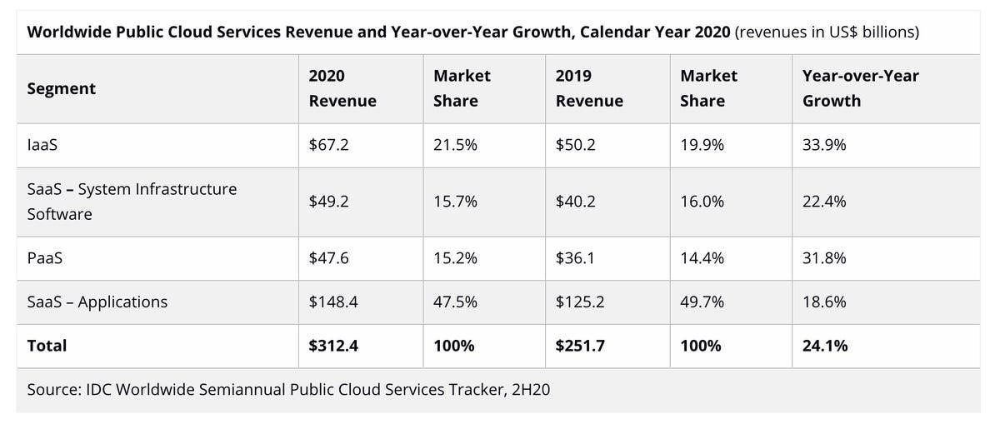 Worldwide Public Cloud Services Revenue and Year-over-Year Growth, Calendar Year 2020 (revenues in US$ billions)
Segment 2020 Revenue Market Share 2019 Revenue Market Share Year-over-Year Growth
IaaS $67.2 21.5% $50.2 19.9% 33.9%
SaaS – System Infrastructure Software $49.2 15.7% $40.2 16.0% 22.4%
PaaS $47.6 15.2% $36.1 14.4% 31.8%
SaaS – Applications $148.4 47.5% $125.2 49.7% 18.6%
Total $312.4 100% $251.7 100% 24.1%
Source: IDC Worldwide Semiannual Public Cloud Services Tracker, 2H20